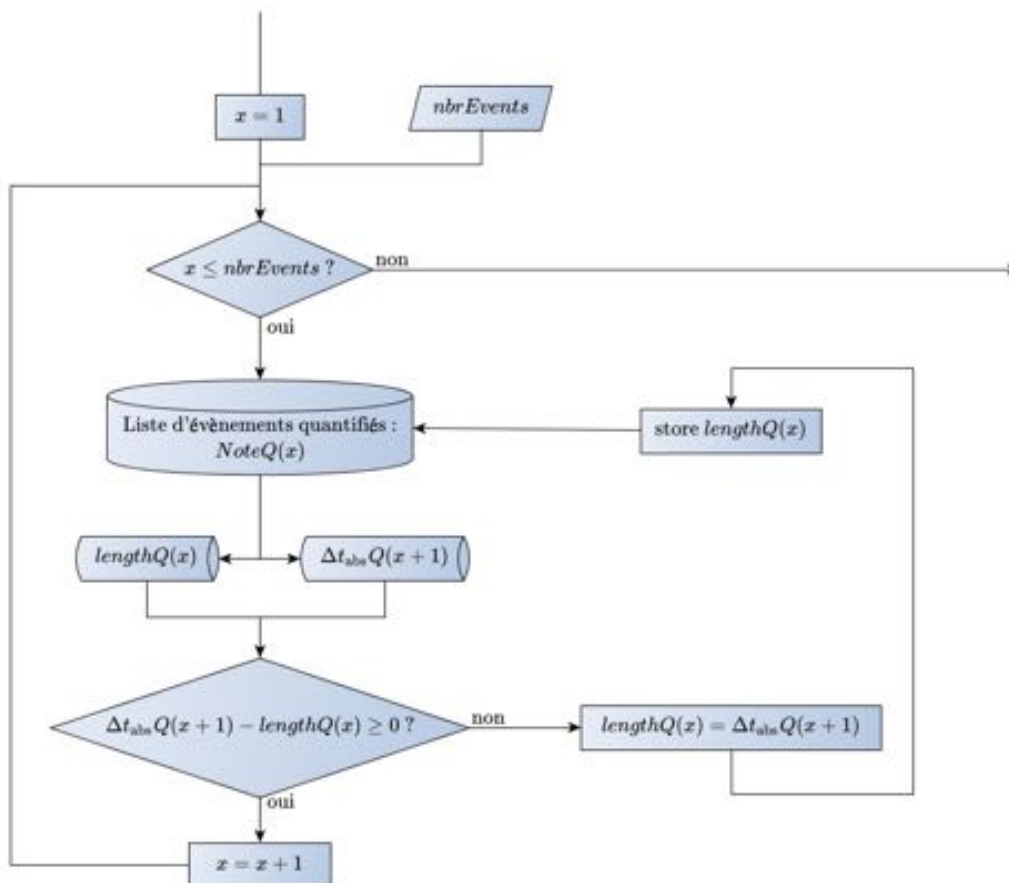 x = 1
nbrEvents
x ≤ nbrEvents ?
non
oui
Liste d'évènements quantifiés :
NoteQ(x)
store lengthQ(x)
lengthQ(x)
Δt_abs Q(x + 1)
Δt_abs Q(x + 1) − lengthQ(x) ≥ 0 ?
non
lengthQ(x) = Δt_abs Q(x + 1)
oui
x = x + 1